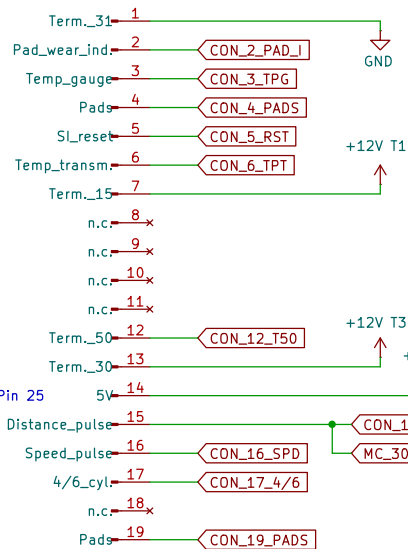 Term._31 1
GND
Pad_wear_ind. 2 CON_2_PAD_I
Temp_gauge 3 CON_3_TPG
Pads 4 CON_4_PADS
SI_reset 5 CON_5_RST
+12V T1
Temp_transm. 6 CON_6_TPT
Term._15 7
n.c. 8
n.c. 9
n.c. 10
n.c. 11
+12V T3
Term._50 12 CON_12_T50
Term._30 13
+
Pin 25 5V 14
Distance_pulse 15 CON_1
Speed_pulse 16 CON_16_SPD MC_30
4/6_cyl. 17 CON_17_4/6
n.c. 18
Pads 19 CON_19_PADS